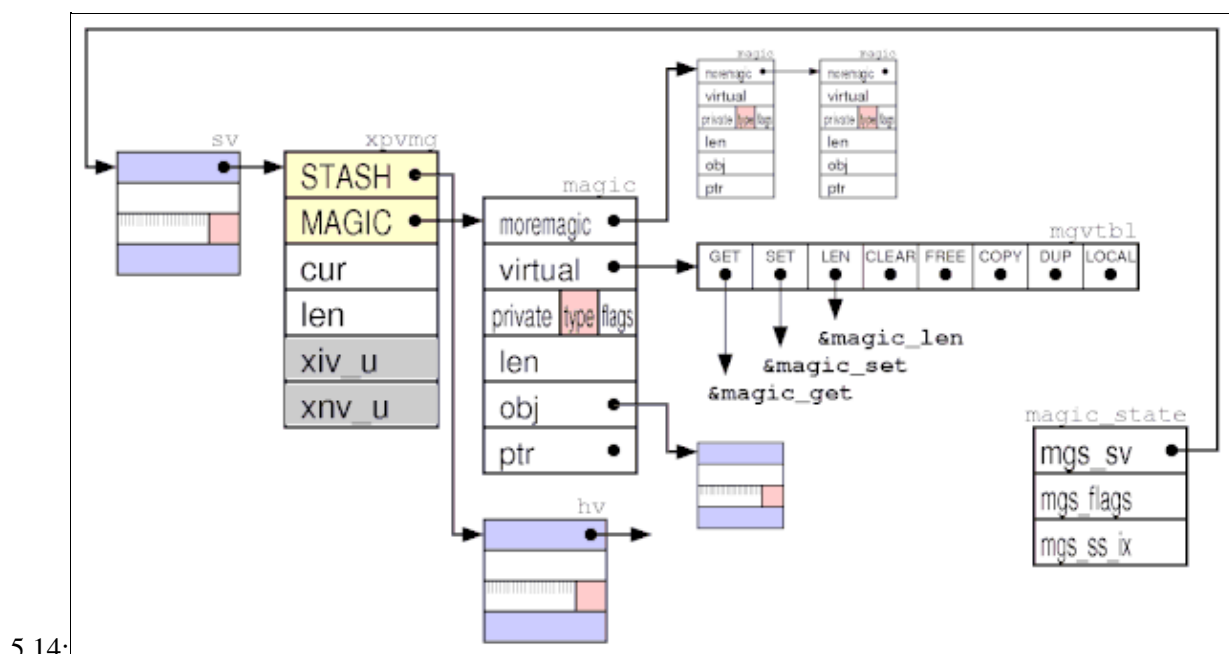 magic
magic
moremagic
moremagic
virtual
virtual
private type flags
private type flags
sv
xpvmg
len
len
obj
obj
STASH
magic
ptr
ptr
MAGIC
moremagic
mgvtbl
cur
virtual
GET SET LEN CLEAR FREE COPY DUP LOCAL
len
private type flags
&magic_len
xiv_u
len
&magic_set
xnv_u
obj
&magic_get
magic_state
ptr
mgs_sv
hv
mgs_flags
mgs_ss_ix
5.14: